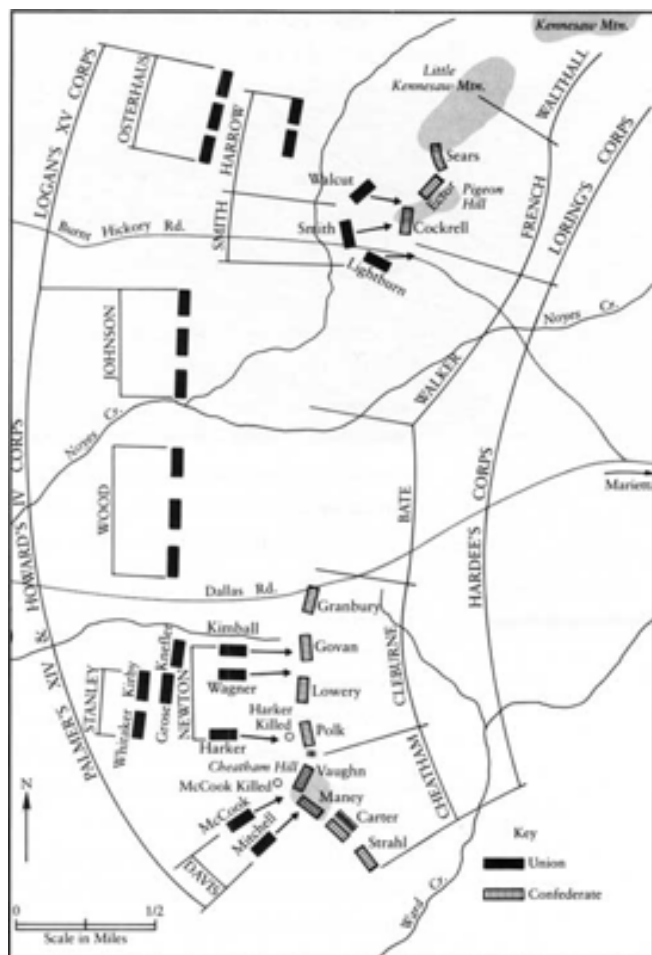 Kennesaw Mtn.
Little
Kennesaw Mtn.
WALTHALL
LOGAN'S XV CORPS
OSTERHAUS
HARROW
SMITH
Sears
Ector
Pigeon
Hill
Walcut
Smith
Cockrell
Lightburn
FRENCH
LORING'S CORPS
Burnt Hickory Rd.
Noyes Cr.
JOHNSON
WALKER
Noyes Cr.
HOWARD'S IV CORPS
WOOD
BATE
HARDEE'S CORPS
Marietta
Dallas Rd.
Granbury
Kimball
Govan
CLEBURNE
Knefler
Kirby
STANLEY
Grose
Whitaker
NEWTON
Wagner
Lowery
Harker
Killed
Harker
Polk
PALMER'S XIV &
Cheatham Hill
Vaughn
CHEATHAM
McCook Killed
Maney
McCook
Mitchell
Carter
Strahl
DAVIS
N
Key
Union
Confederate
Ward Cr.
0 1/2
Scale in Miles